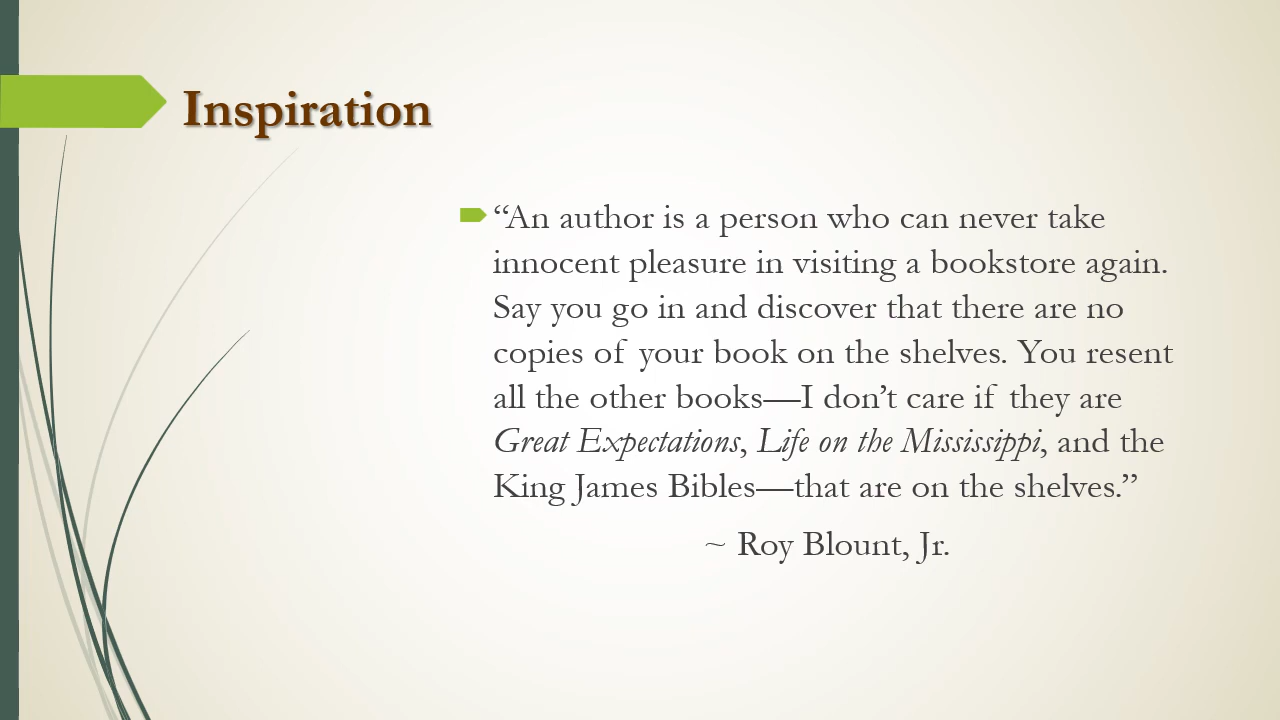 Inspiration
“An author is a person who can never take
innocent pleasure in visiting a bookstore again.
Say you go in and discover that there are no
copies of your book on the shelves. You resent
all the other books—I don’t care if they are
Great Expectations, Life on the Mississippi, and the
King James Bibles—that are on the shelves.”
~ Roy Blount, Jr.